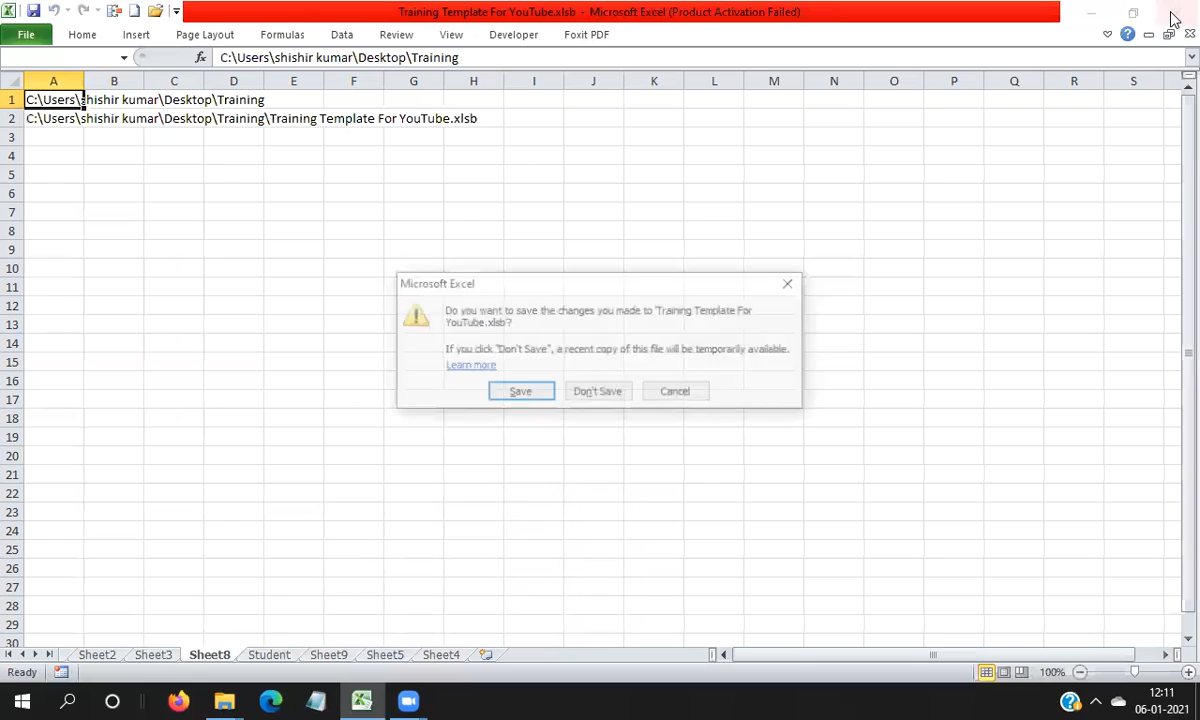 Training Template For YouTube.xlsb - Microsoft Excel (Product Activation Failed)
File Home Insert Page Layout Formulas Data Review View Developer Foxit PDF
fx C:\Users\shishir kumar\Desktop\Training
A B C D E F G H I J K L M N O P Q R S
1 C:\Users\shishir kumar\Desktop\Training
2 C:\Users\shishir kumar\Desktop\Training\Training Template For YouTube.xlsb
3
4
5
6
7
8
9
10
Microsoft Excel
11
Do you want to save the changes you made to 'Training Template For
12
YouTube.xlsb'?
13
If you click "Don't Save", a recent copy of this file will be temporarily available.
14
Learn more
15
16
Save Don't Save Cancel
17
18
19
20
21
22
23
24
25
26
27
28
29
30
Sheet2 Sheet3 Sheet8 Student Sheet9 Sheet5 Sheet4
Ready 100%
12:11
06-01-2021